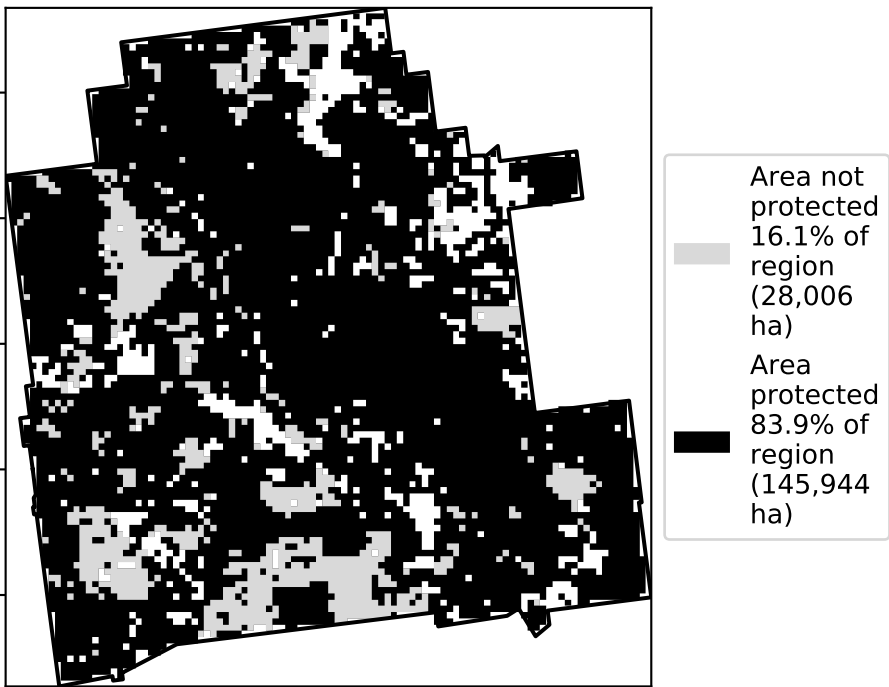 Area not
protected
16.1% of
region
(28,006
ha)
Area
protected
83.9% of
region
(145,944
ha)